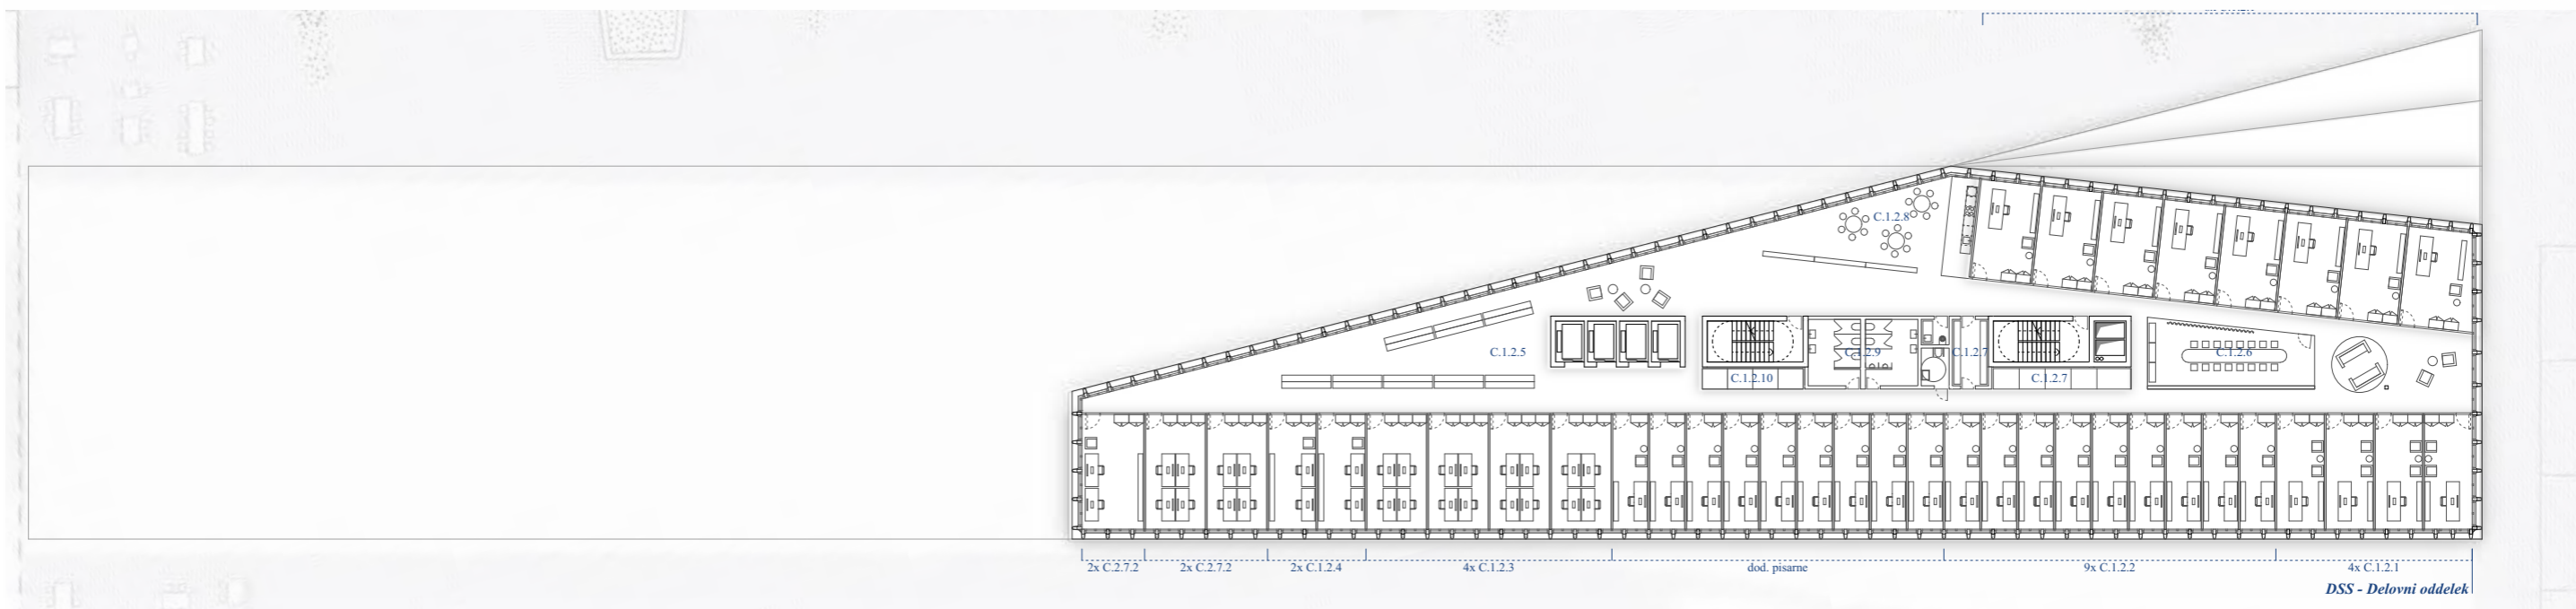 C.1.2.8
C.1.2.5
C.1.2.9
C.1.2.7
C.1.2.6
C.1.2.10
C.1.2.7
2x C.2.7.2
2x C.2.7.2
2x C.1.2.4
4x C.1.2.3
dod. pisarne
9x C.1.2.2
4x C.1.2.1
DSS - Delovni oddelek